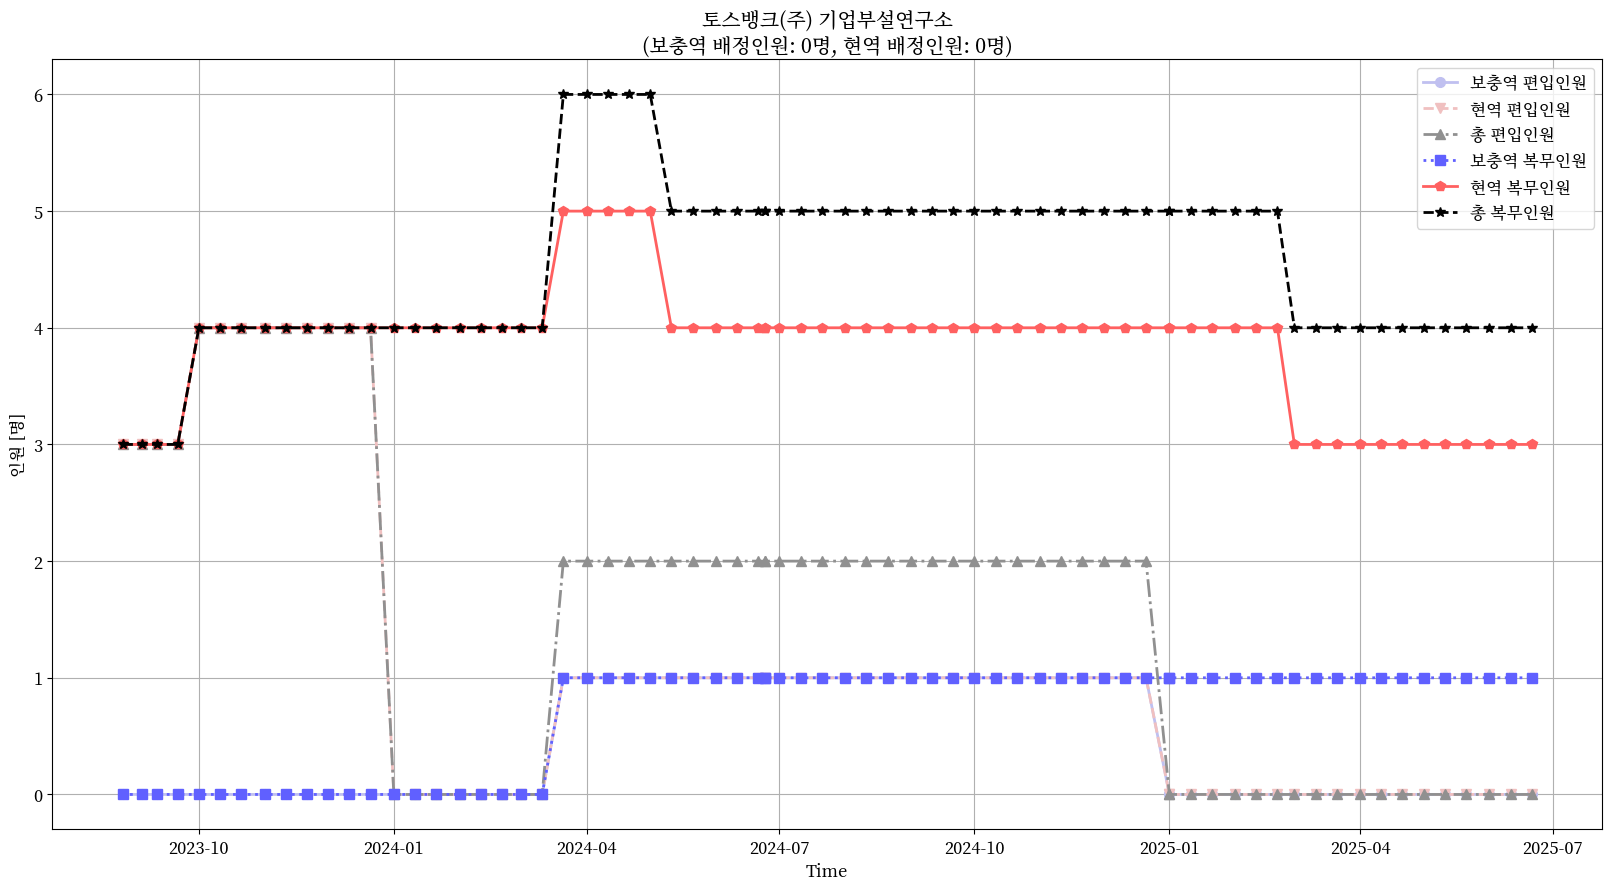 토스뱅크(주) 기업부설연구소
(보충역 배정인원: 0명, 현역 배정인원: 0명)
보충역 편입인원
현역 편입인원
총 편입인원
보충역 복무인원
현역 복무인원
총 복무인원
인원 [명]
6
5
4
3
2
1
0
2023-10
2024-01
2024-04
2024-07
2024-10
2025-01
2025-04
2025-07
Time